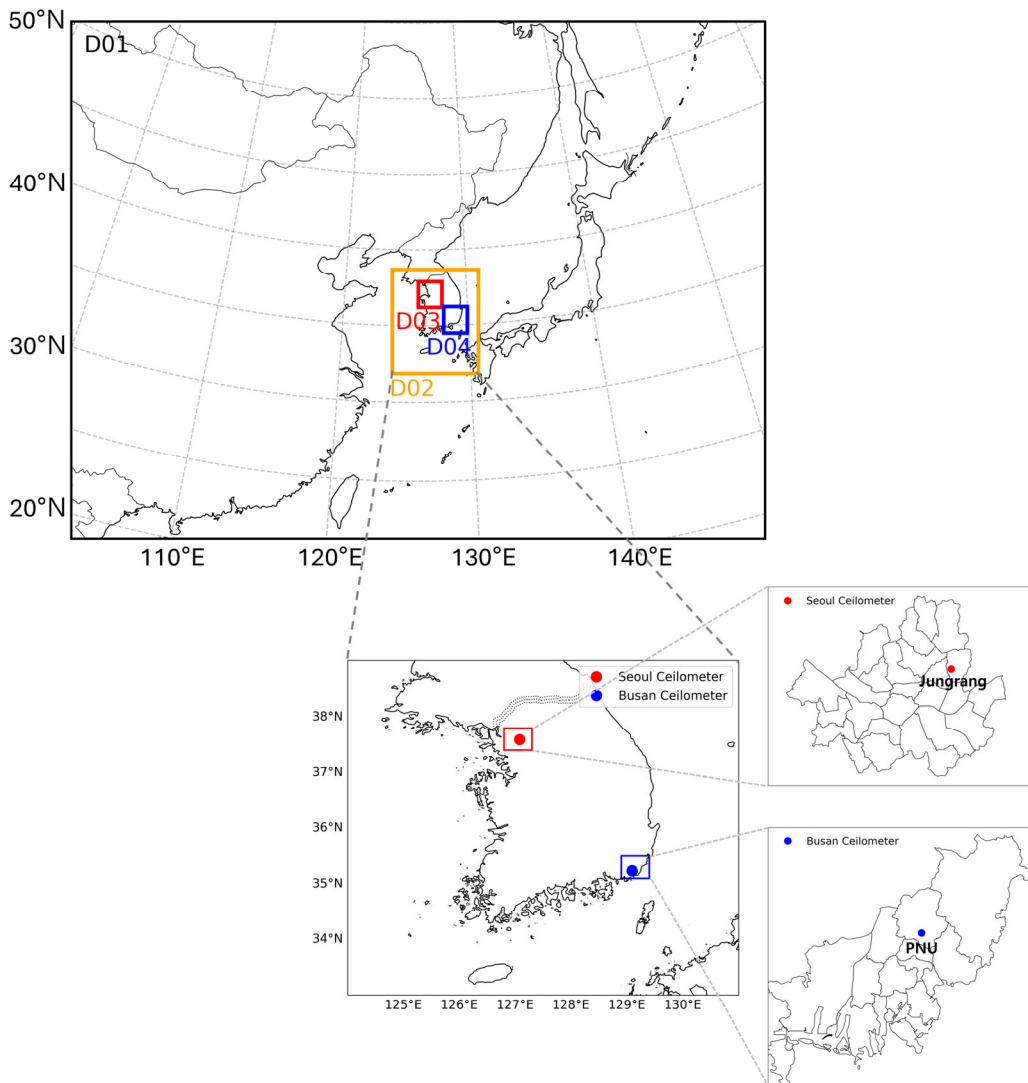 50°N
D01
40°N
30°N
20°N
D03
D04
D02
110°E
120°E
130°E
140°E
Seoul Ceilometer
Busan Ceilometer
38°N
37°N
36°N
35°N
34°N
125°E
126°E
127°E
128°E
129°E
130°E
Seoul Ceilometer
Jungrang
Busan Ceilometer
PNU